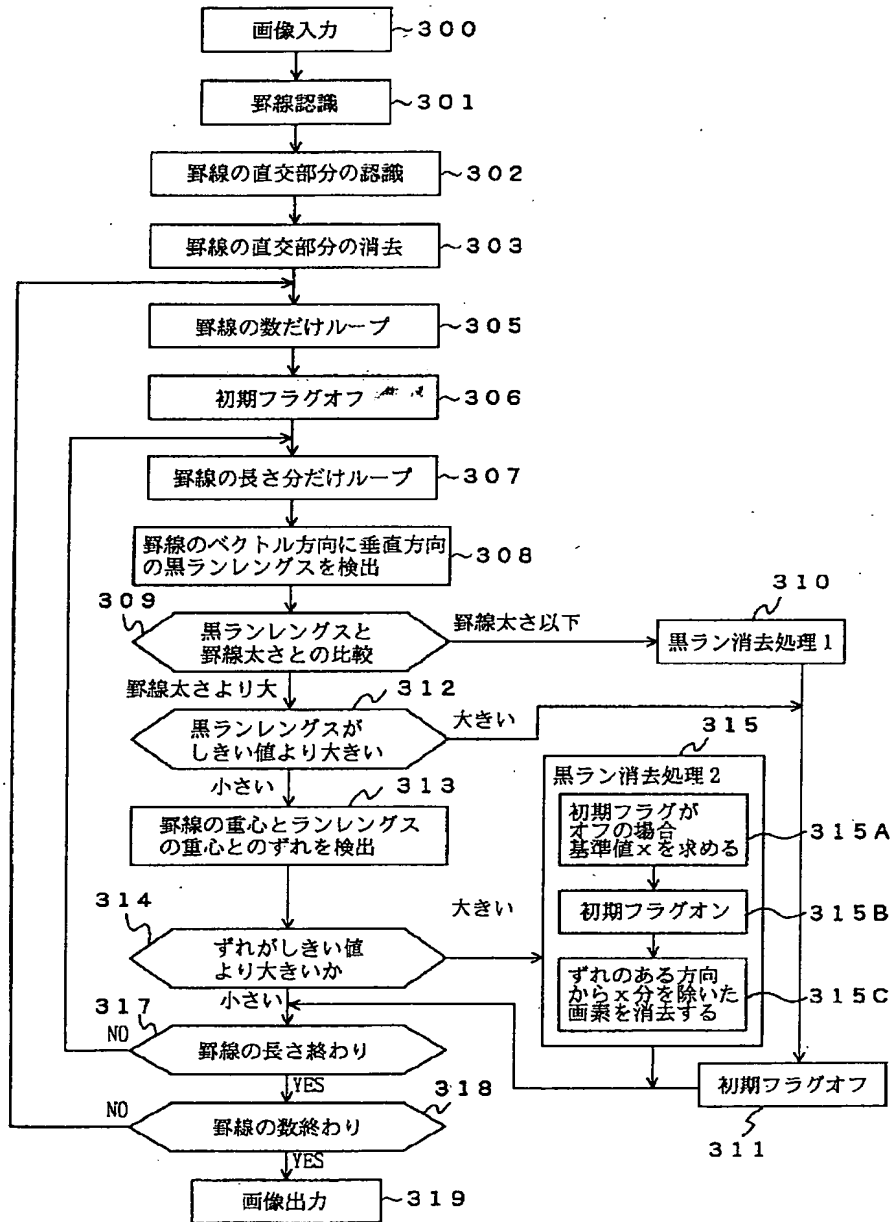 画像入力
300
罫線認識
301
罫線の直交部分の認識
302
罫線の直交部分の消去
303
罫線の数だけループ
305
初期フラグオフ
306
罫線の長さ分だけループ
307
罫線のベクトル方向に垂直方向
の黒ランレングスを検出
308
309
黒ランレングスと
罫線太さとの比較
罫線太さ以下
310
黒ラン消去処理1
罫線太さより大
312
黒ランレングスが
しきい値より大きい
大きい
小さい
313
罫線の重心とランレングス
の重心とのずれを検出
315
黒ラン消去処理2
初期フラグが
オフの場合
基準値xを求める
315A
初期フラグオン
315B
ずれのある方向
からx分を除いた
画素を消去する
315C
314
ずれがしきい値
より大きいか
大きい
小さい
317
罫線の長さ終わり
NO
YES
初期フラグオフ
311
318
罫線の数終わり
NO
YES
画像出力
319